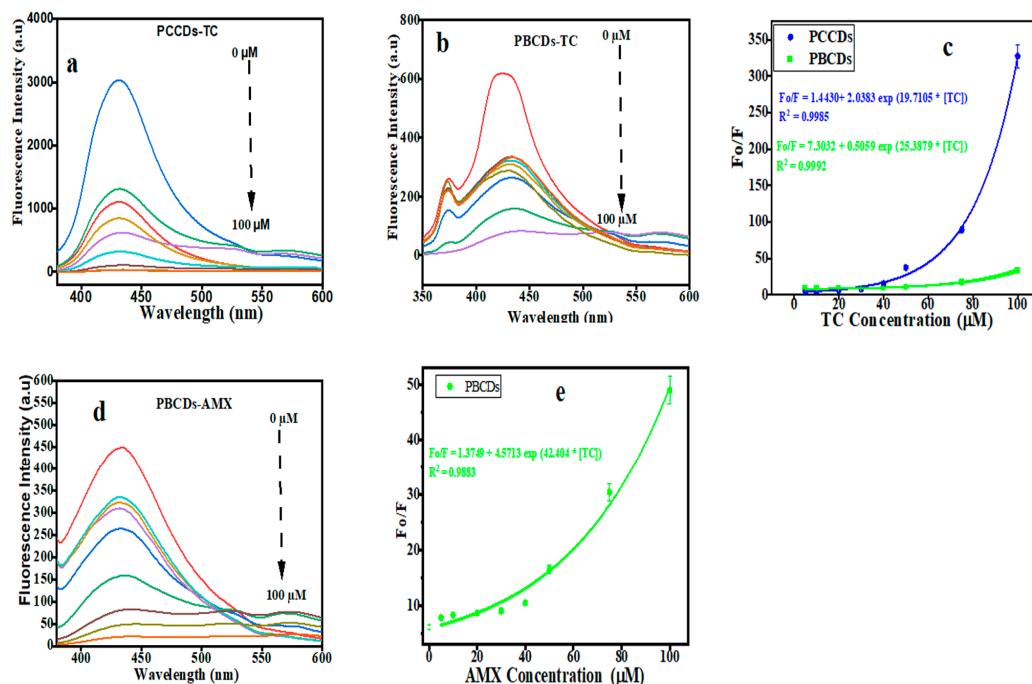 4000
3000
2000
1000
0
Fluorescence Intensity (a.u)
PCCDs-TC
a
0 µM
100 µM
400 450 500 550 600
Wavelength (nm)
800
600
400
200
0
Fluorescence Intensity (a.u)
b
PBCDs-TC
0 µM
100 µM
350 400 450 500 550 600
Wavelength (nm)
350
300
250
200
150
100
50
0
Fo/F
PCCDs
PBCDs
c
Fo/F = 1.4430+ 2.0383 exp (19.7105 * [TC])
R² = 0.9985
Fo/F = 7.3032 + 0.5059 exp (25.3879 * [TC])
R² = 0.9992
0 25 50 75 100
TC Concentration (µM)
600
550
500
450
400
350
300
250
200
150
100
50
0
Fluorescence Intensity (a.u)
d
PBCDs-AMX
0 µM
100 µM
400 450 500 550 600
Wavelength (nm)
50
40
30
20
10
Fo/F
PBCDs
e
Fo/F = 1.3749 + 4.5713 exp (42.404 * [TC])
R² = 0.9883
0 20 40 60 80 100
AMX Concentration (µM)